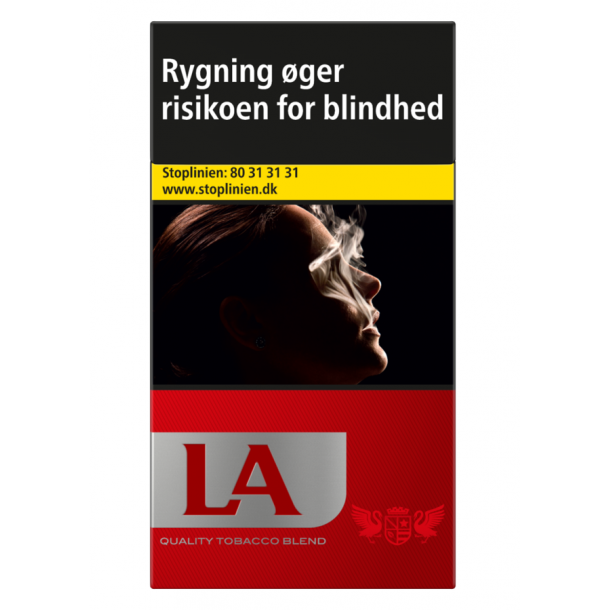 Rygning øger
risikoen for blindhed
Stoplinien: 80 31 31 31
www.stoplinien.dk
LA
QUALITY TOBACCO BLEND